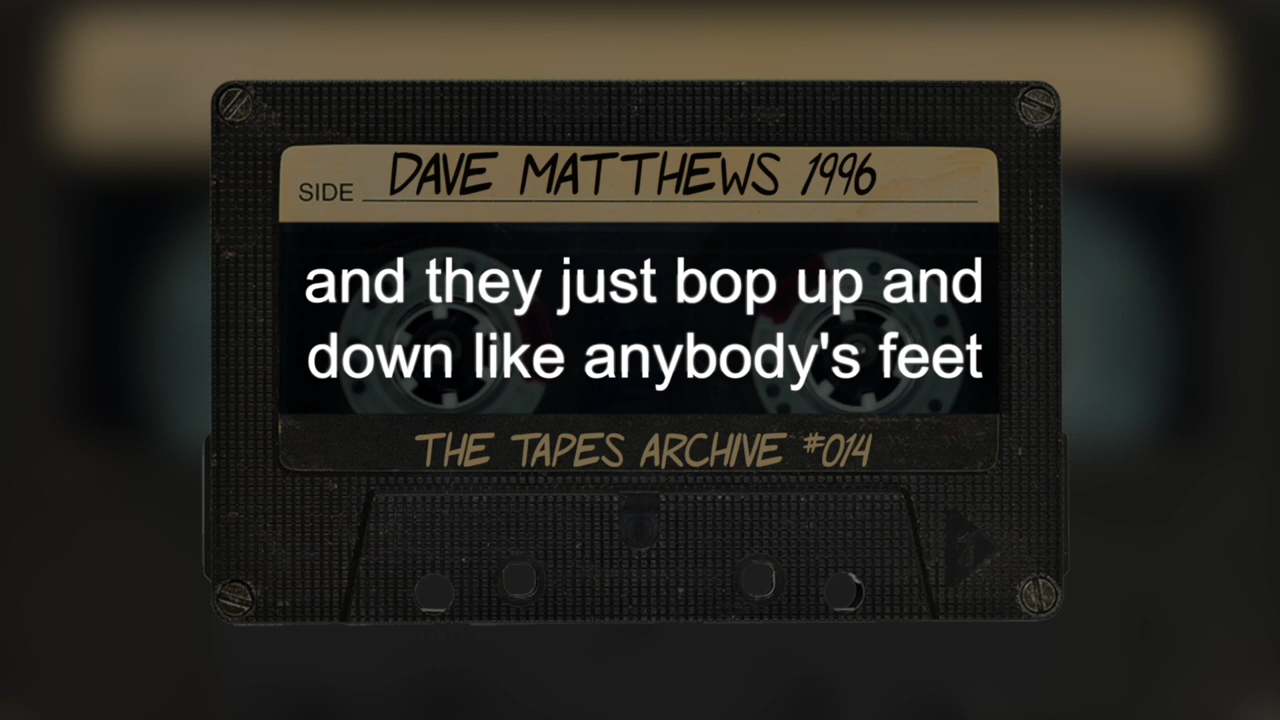 DAVE MATTHEWS 1996
SIDE
and they just bop up and
down like anybody's feet
THE TAPES ARCHIVE #014